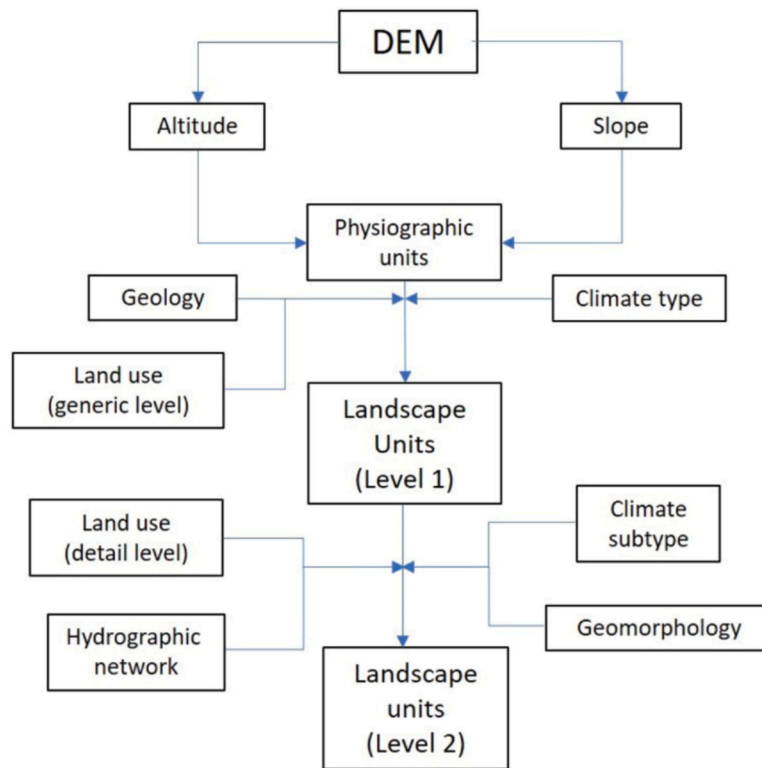 DEM
Altitude
Slope
Physiographic
units
Geology
Climate type
Land use
(generic level)
Landscape
Units
(Level 1)
Land use
(detail level)
Climate
subtype
Hydrographic
network
Geomorphology
Landscape
units
(Level 2)